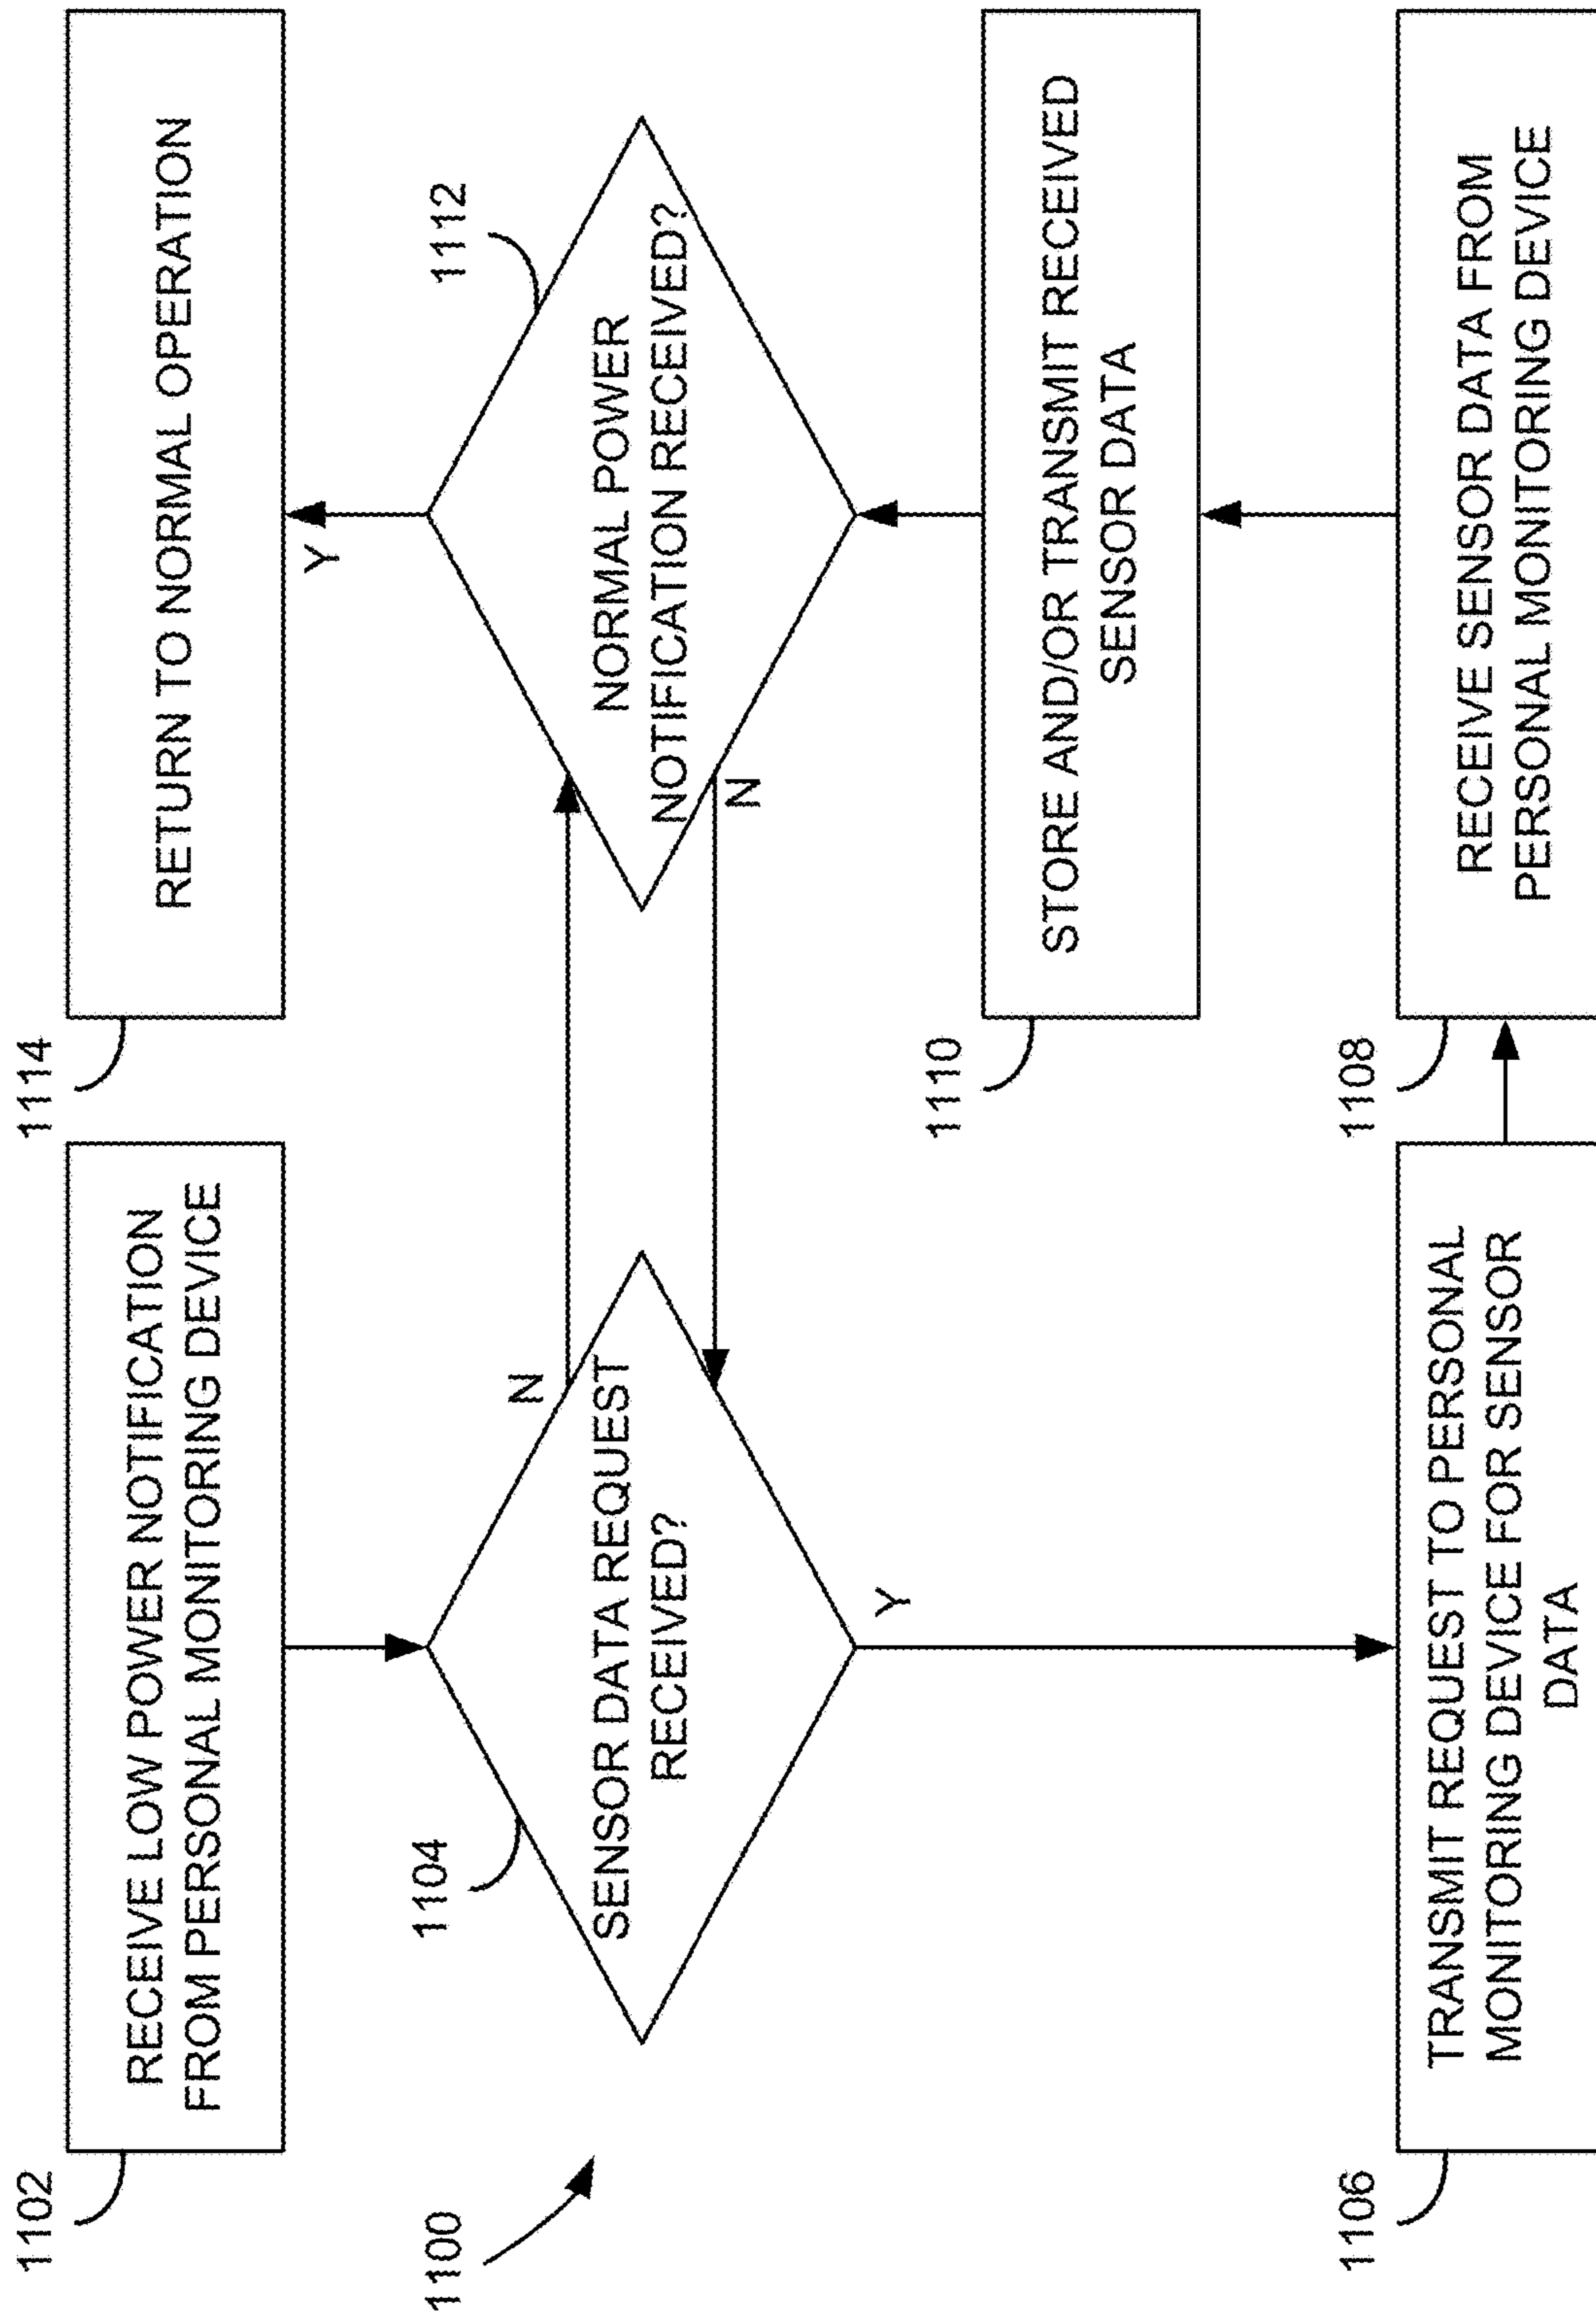 1100
1102
RECEIVE LOW POWER NOTIFICATION
FROM PERSONAL MONITORING DEVICE
1104
SENSOR DATA REQUEST
RECEIVED?
N
Y
1106
TRANSMIT REQUEST TO PERSONAL
MONITORING DEVICE FOR SENSOR
DATA
1108
RECEIVE SENSOR DATA FROM
PERSONAL MONITORING DEVICE
1110
STORE AND/OR TRANSMIT RECEIVED
SENSOR DATA
1112
NORMAL POWER
NOTIFICATION RECEIVED?
N
Y
1114
RETURN TO NORMAL OPERATION